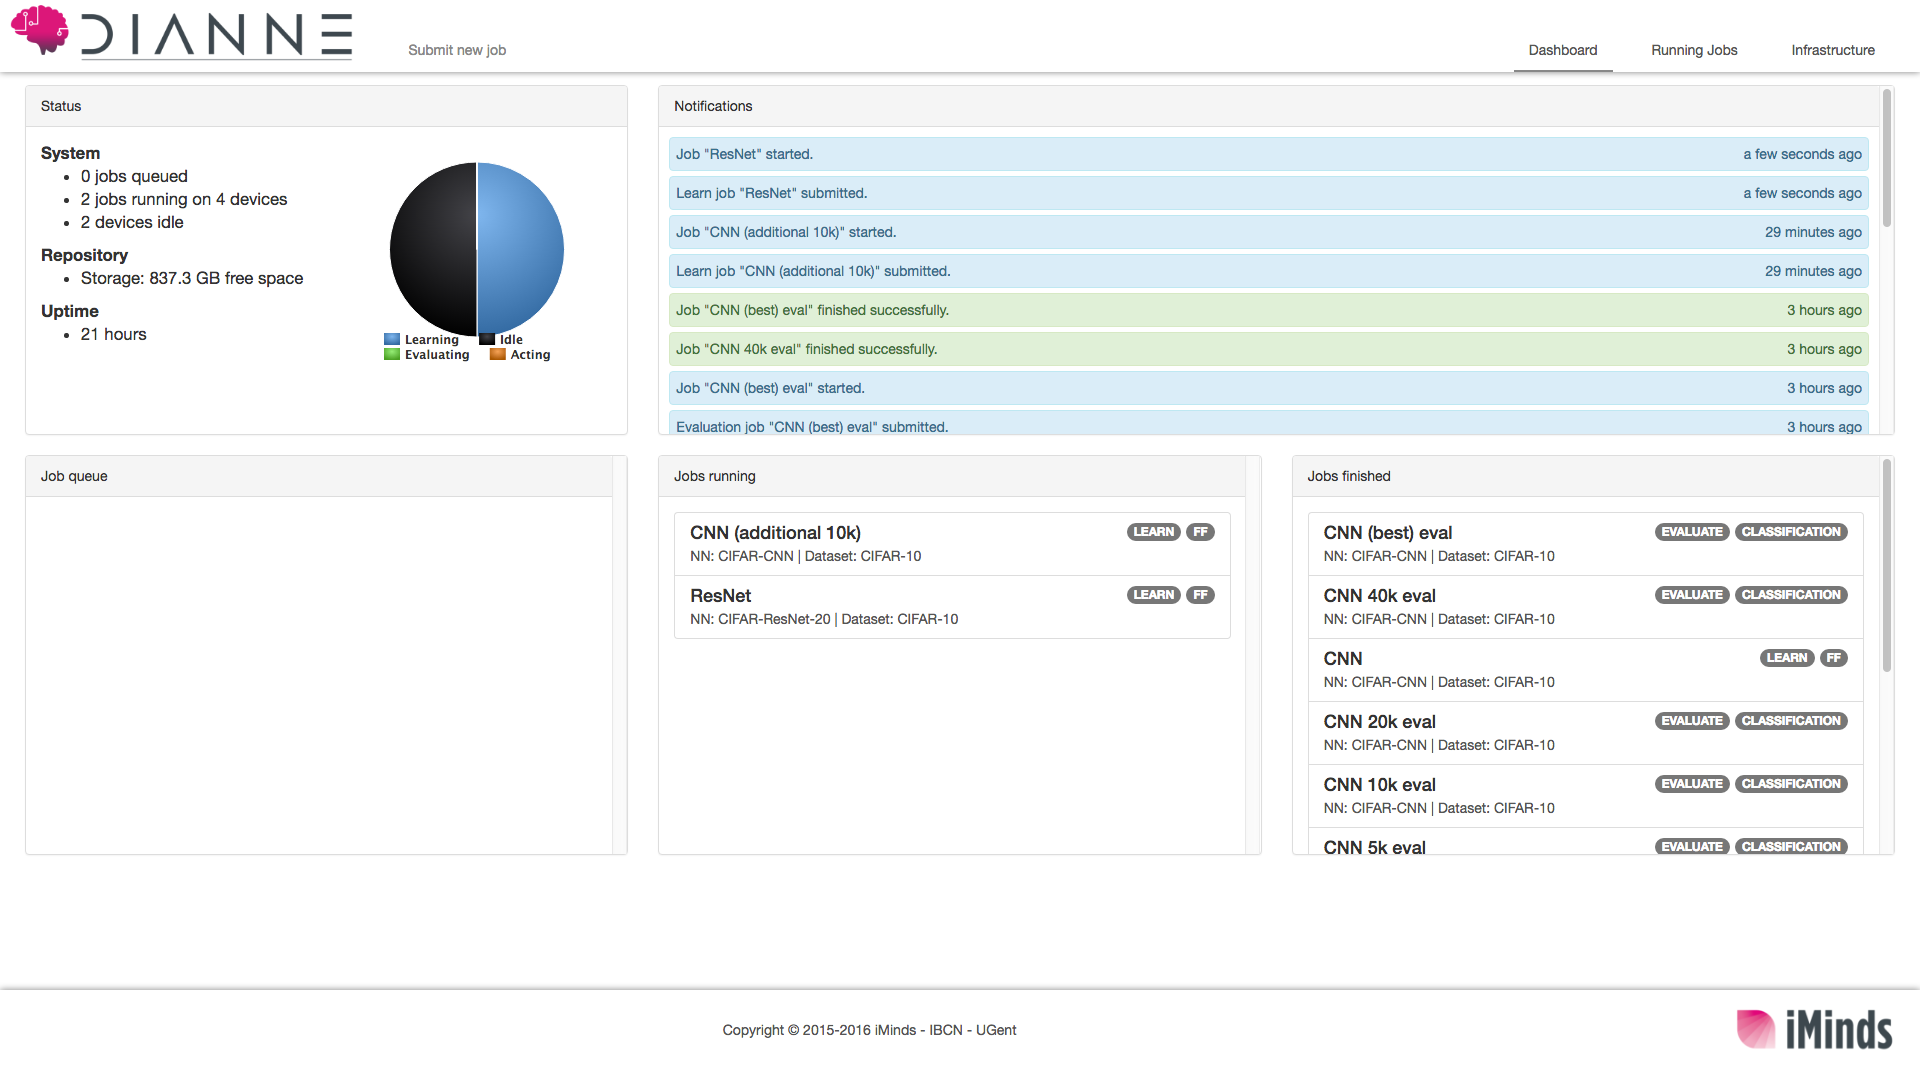 DIANNE
Submit new job
Dashboard
Running Jobs
Infrastructure
Status
System
0 jobs queued
2 jobs running on 4 devices
2 devices idle
Repository
Storage: 837.3 GB free space
Uptime
21 hours
Learning
Idle
Evaluating
Acting
Notifications
Job "ResNet" started. a few seconds ago
Learn job "ResNet" submitted. a few seconds ago
Job "CNN (additional 10k)" started. 29 minutes ago
Learn job "CNN (additional 10k)" submitted. 29 minutes ago
Job "CNN (best) eval" finished successfully. 3 hours ago
Job "CNN 40k eval" finished successfully. 3 hours ago
Job "CNN (best) eval" started. 3 hours ago
Evaluation job "CNN (best) eval" submitted. 3 hours ago
Job queue
Jobs running
CNN (additional 10k) LEARN FF
NN: CIFAR-CNN | Dataset: CIFAR-10
ResNet LEARN FF
NN: CIFAR-ResNet-20 | Dataset: CIFAR-10
Jobs finished
CNN (best) eval EVALUATE CLASSIFICATION
NN: CIFAR-CNN | Dataset: CIFAR-10
CNN 40k eval EVALUATE CLASSIFICATION
NN: CIFAR-CNN | Dataset: CIFAR-10
CNN LEARN FF
NN: CIFAR-CNN | Dataset: CIFAR-10
CNN 20k eval EVALUATE CLASSIFICATION
NN: CIFAR-CNN | Dataset: CIFAR-10
CNN 10k eval EVALUATE CLASSIFICATION
NN: CIFAR-CNN | Dataset: CIFAR-10
CNN 5k eval EVALUATE CLASSIFICATION
Copyright © 2015-2016 iMinds - IBCN - UGent
iMinds